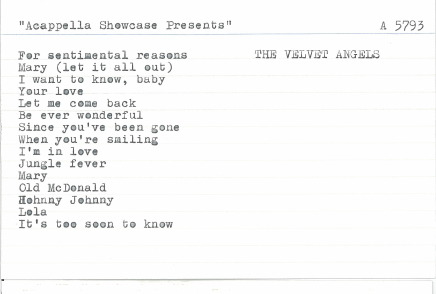 "Acappella Showcase Presents" A 5793
For sentimental reasons THE VELVET ANGELS
Mary (let it all out)
I want to know, baby
Your love
Let me come back
Be ever wonderful
Since you've been gone
When you're smiling
I'm in love
Jungle fever
Mary
Old McDonald
Hohnny Johnny
Lola
It's too soon to know